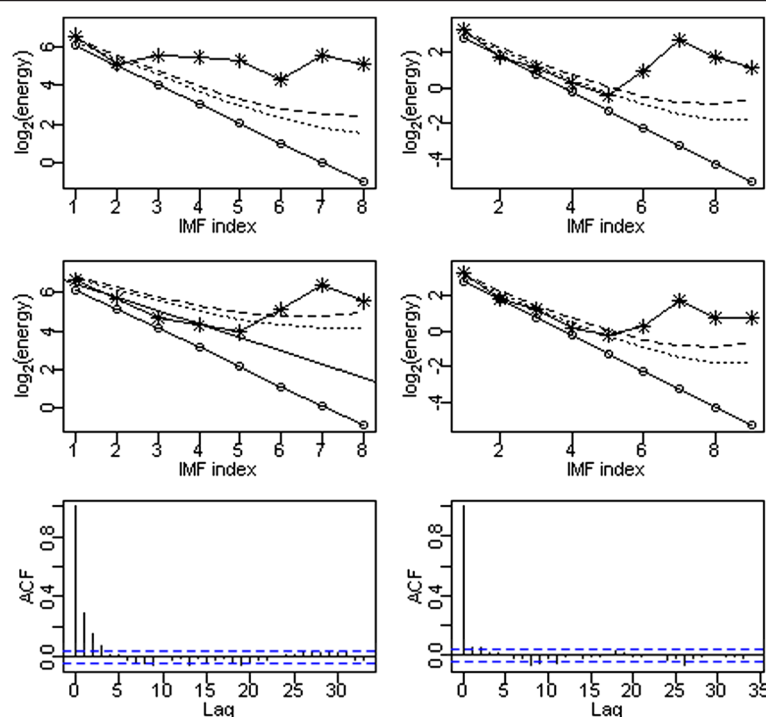 log₂(energy)
6
4
2
0
1 2 3 4 5 6 7 8
IMF index
log₂(energy)
2
0
-2
-4
2 4 6 8
IMF index
log₂(energy)
6
4
2
0
1 2 3 4 5 6 7 8
IMF index
log₂(energy)
2
0
-2
-4
2 4 6 8
IMF index
ACF
0.8
0.4
0.0
0 5 10 15 20 25 30
Lag
ACF
0.8
0.4
0.0
0 5 10 15 20 25 30 35
Lag